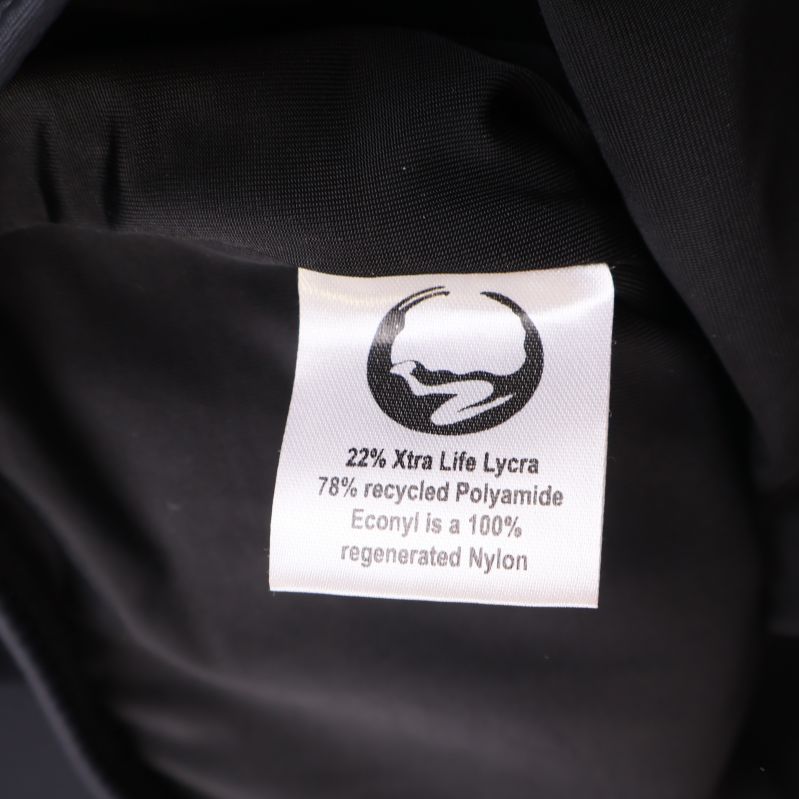 22% Xtra Life Lycra
78% recycled Polyamide
Econyl is a 100%
regenerated Nylon